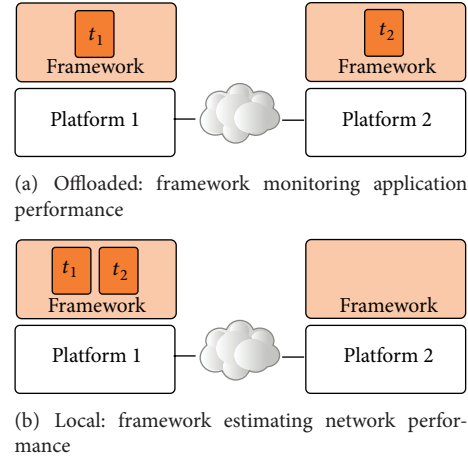 t1 t2
Framework Framework
Platform 1 Platform 2
(a) Offloaded: framework monitoring application
performance
t1 t2
Framework Framework
Platform 1 Platform 2
(b) Local: framework estimating network perfor-
mance